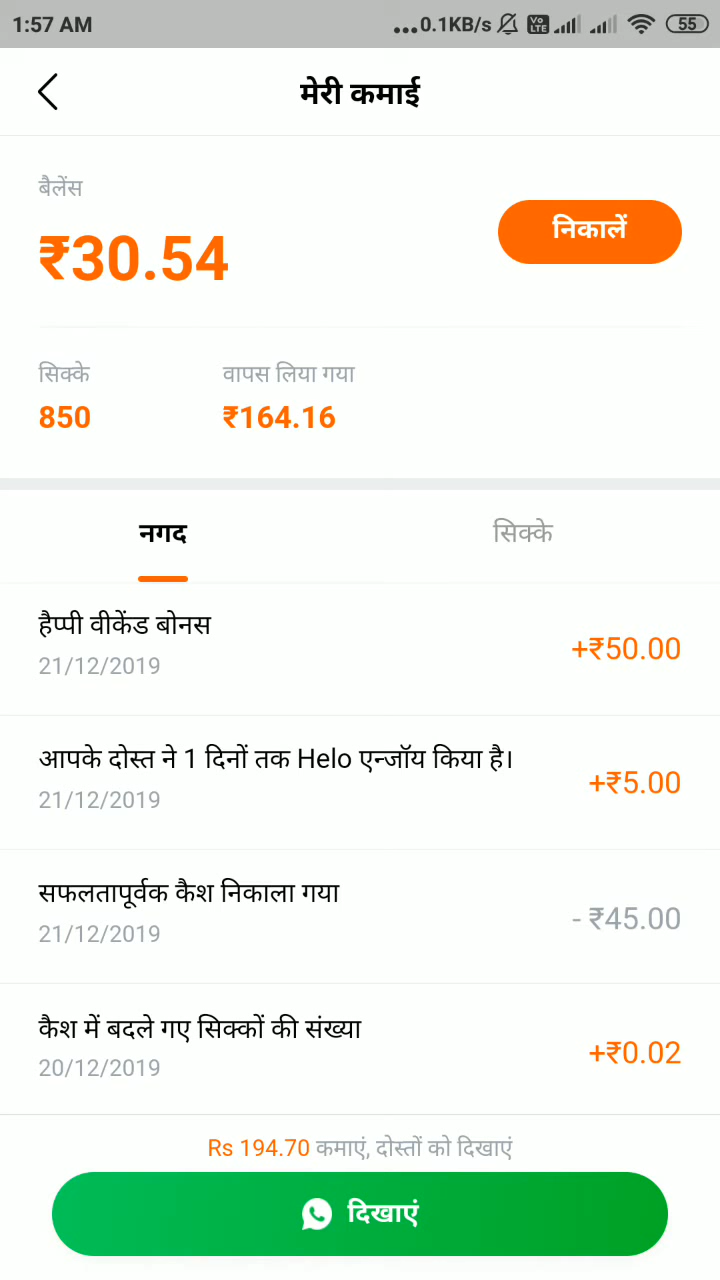 1:57 AM
...0.1KB/s Vo LTE 55
मेरी कमाई
बैलेंस
₹30.54
निकालें
सिक्के
वापस लिया गया
850
₹164.16
नगद
सिक्के
हैप्पी वीकेंड बोनस
+₹50.00
21/12/2019
आपके दोस्त ने 1 दिनों तक Helo एन्जॉय किया है।
+₹5.00
21/12/2019
सफलतापूर्वक कैश निकाला गया
- ₹45.00
21/12/2019
कैश में बदले गए सिक्कों की संख्या
+₹0.02
20/12/2019
Rs 194.70 कमाएं, दोस्तों को दिखाएं
दिखाएं